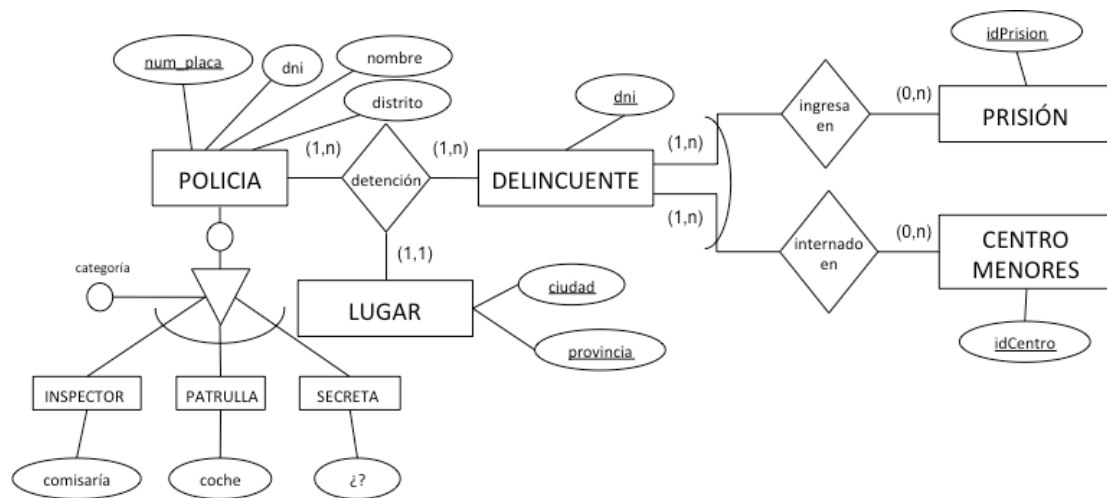 idPrision
num_placa
dni
nombre
distrito
dni
ingresa
en
(0,n)
PRISIÓN
(1,n)
(1,n)
(1,n)
POLICIA
detención
DELINCUENTE
(1,n)
internado
en
(0,n)
CENTRO
MENORES
(1,1)
categoría
LUGAR
ciudad
provincia
idCentro
INSPECTOR
PATRULLA
SECRETA
comisaría
coche
¿?